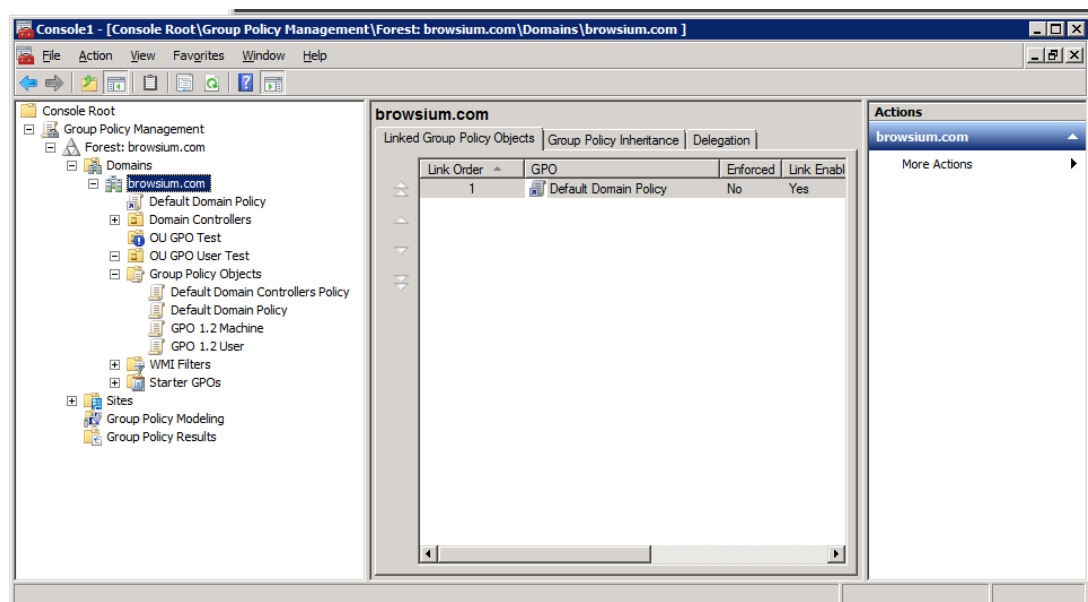 Console1 - [Console Root\Group Policy Management\Forest: browsium.com\Domains\browsium.com ]
File Action View Favorites Window Help
Console Root
Group Policy Management
Forest: browsium.com
Domains
browsium.com
Default Domain Policy
Domain Controllers
OU GPO Test
OU GPO User Test
Group Policy Objects
Default Domain Controllers Policy
Default Domain Policy
GPO 1.2 Machine
GPO 1.2 User
WMI Filters
Starter GPOs
Sites
Group Policy Modeling
Group Policy Results
browsium.com
Linked Group Policy Objects Group Policy Inheritance Delegation
Link Order GPO Enforced Link Enabl
1 Default Domain Policy No Yes
Actions
browsium.com
More Actions